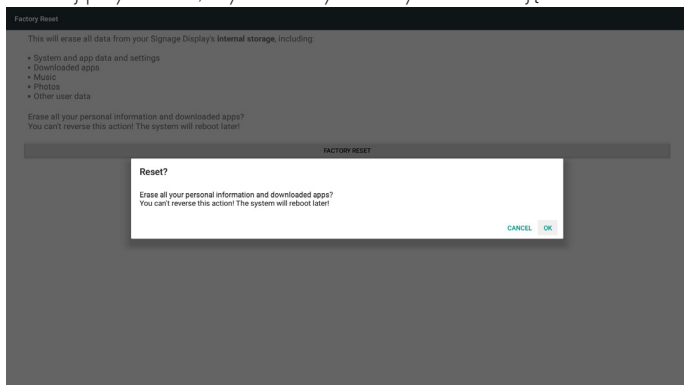 Factory Reset
This will erase all data from your Signage Display's internal storage, including:
• System and app data and settings
• Downloaded apps
• Music
• Photos
• Other user data
Erase all your personal information and downloaded apps?
You can't reverse this action! The system will reboot later!
FACTORY RESET
Reset?
Erase all your personal information and downloaded apps?
You can't reverse this action! The system will reboot later!
CANCEL OK